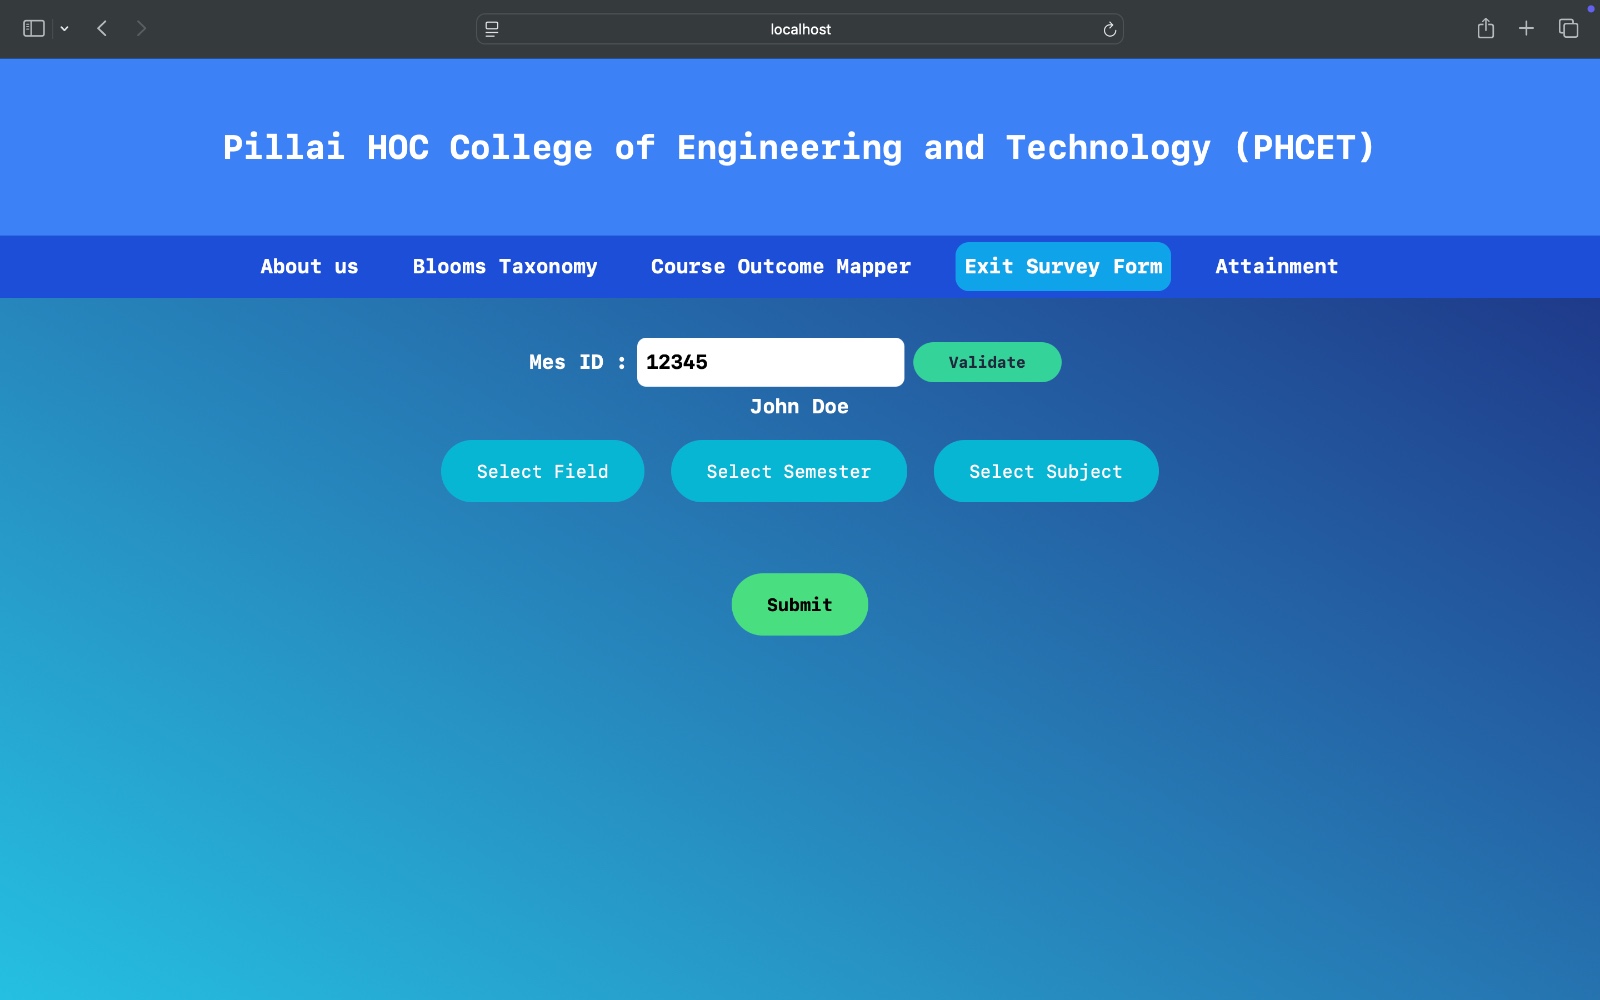 localhost
Pillai HOC College of Engineering and Technology (PHCET)
About us Blooms Taxonomy Course Outcome Mapper Exit Survey Form Attainment
Mes ID : 12345 Validate
John Doe
Select Field Select Semester Select Subject
Submit